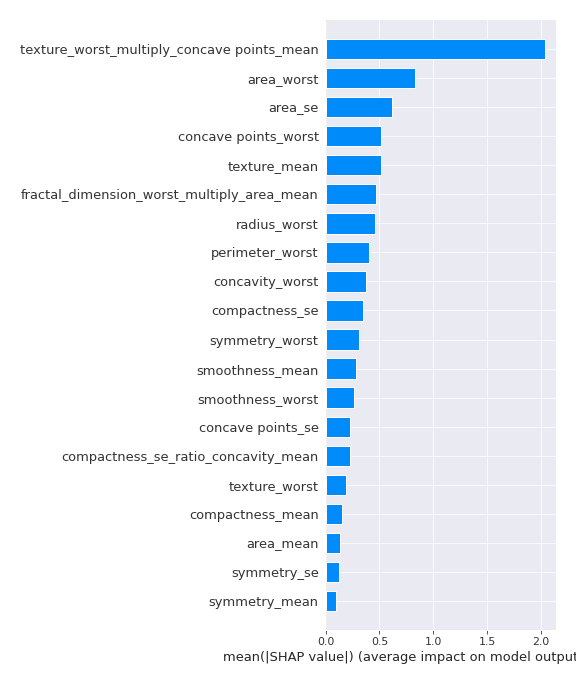 texture_worst_multiply_concave points_mean
area_worst
area_se
concave points_worst
texture_mean
fractal_dimension_worst_multiply_area_mean
radius_worst
perimeter_worst
concavity_worst
compactness_se
symmetry_worst
smoothness_mean
smoothness_worst
concave points_se
compactness_se_ratio_concavity_mean
texture_worst
compactness_mean
area_mean
symmetry_se
symmetry_mean
0.0 0.5 1.0 1.5 2.0
mean(|SHAP value|) (average impact on model output